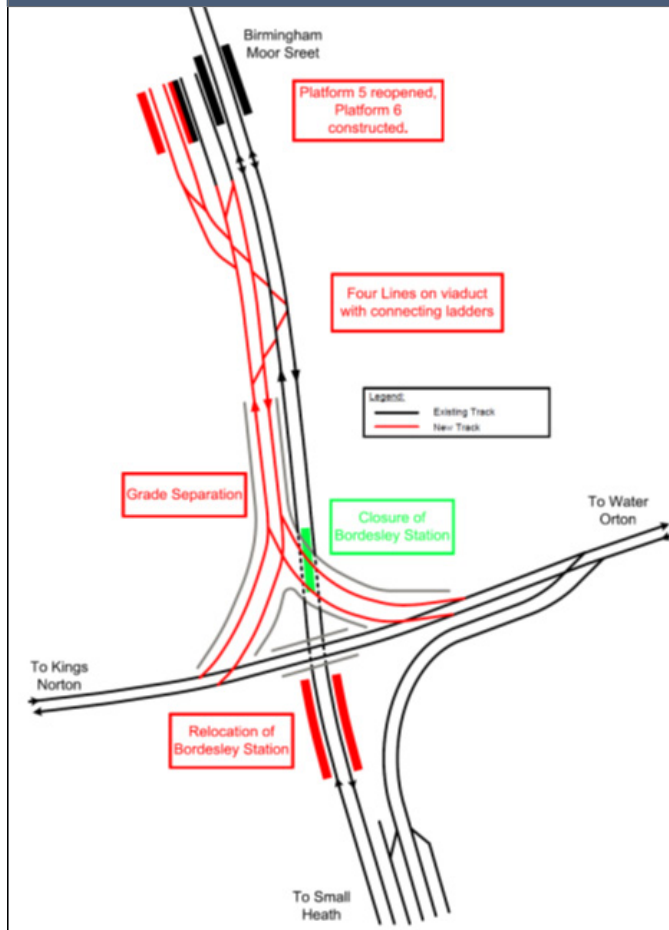 Birmingham
Moor Sreet
Platform 5 reopened,
Platform 6
constructed.
Four Lines on viaduct
with connecting ladders
Legend:
Existing Track
New Track
Grade Separation
Closure of
Bordesley Station
To Water
Orton
To Kings
Norton
Relocation of
Bordesley Station
To Small
Heath